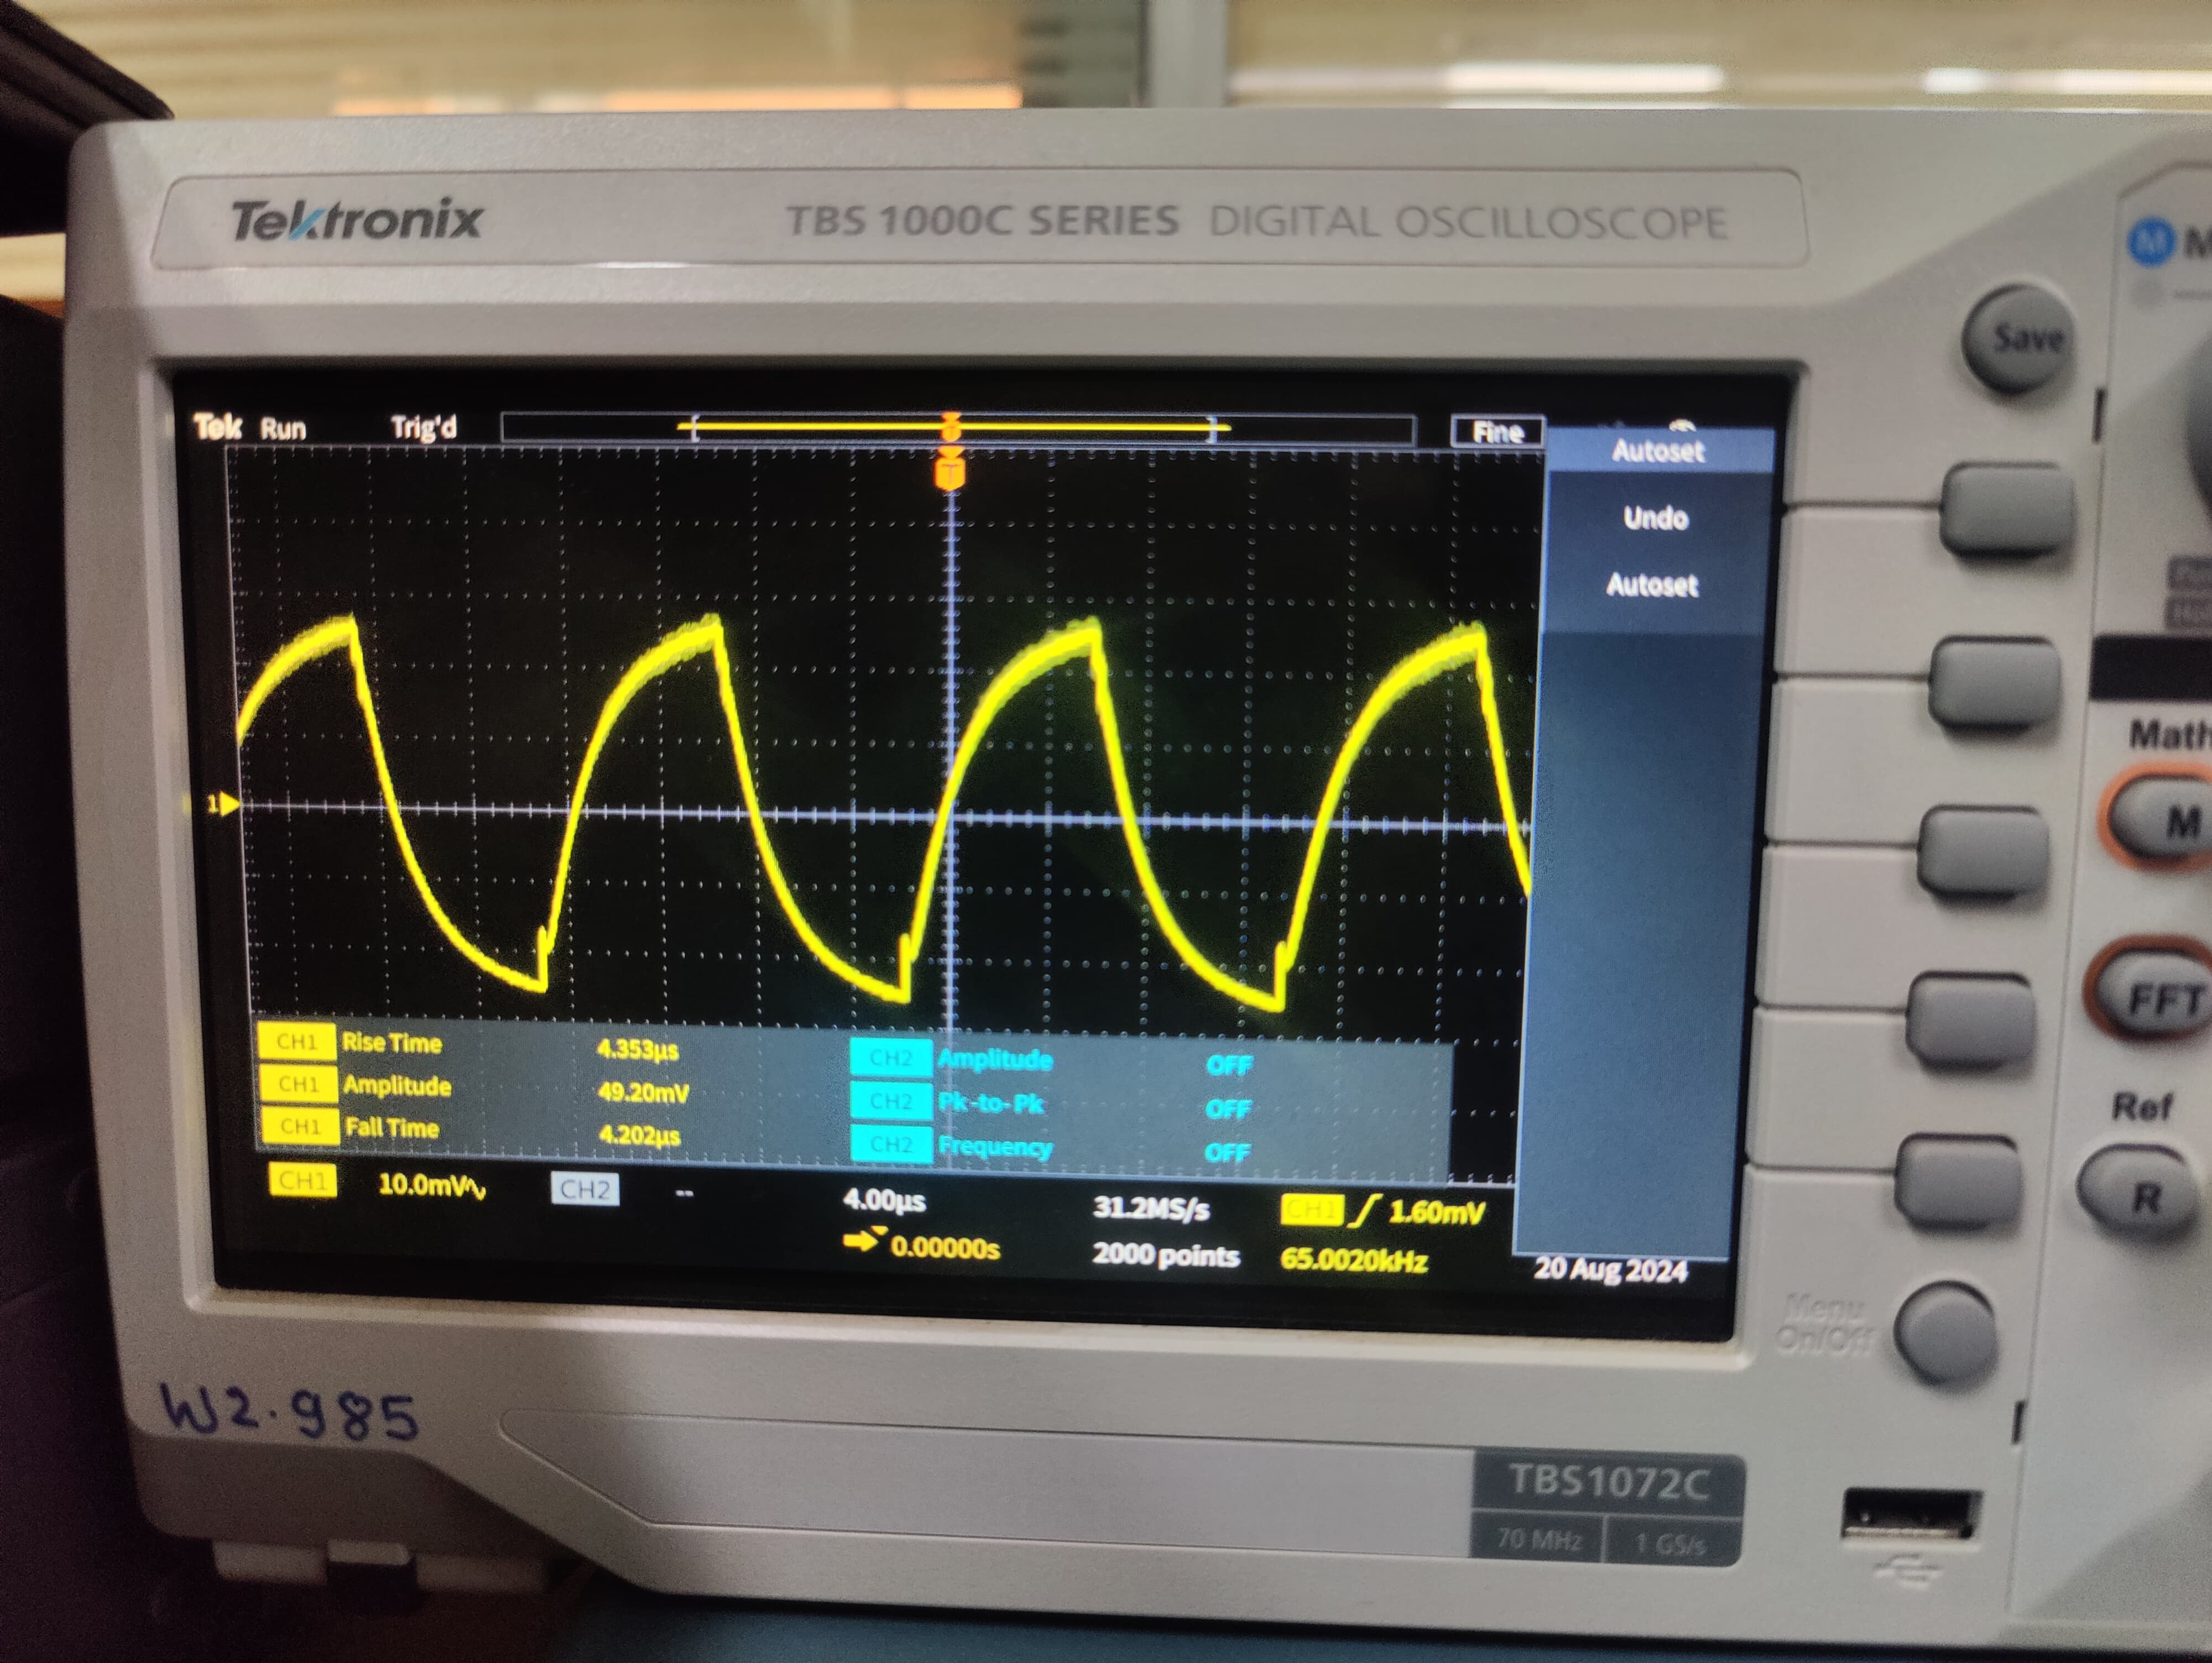 Tektronix TBS 1000C SERIES DIGITAL OSCILLOSCOPE
M M
Save
Tek Run Trig'd Fine
T
Autoset
Undo
Autoset
1
Math
M
FFT
Ref
R
CH1 Rise Time 4.353µs CH2 Amplitude OFF
CH1 Amplitude 49.20mV CH2 Pk-to-Pk OFF
CH1 Fall Time 4.202µs CH2 Frequency OFF
CH1 10.0mV CH2 -- 4.00µs 31.2MS/s CH1 1.60mV
0.00000s 2000 points 65.0020kHz
20 Aug 2024
Menu
On/Off
W2.985
TBS1072C
70 MHz 1 GS/s